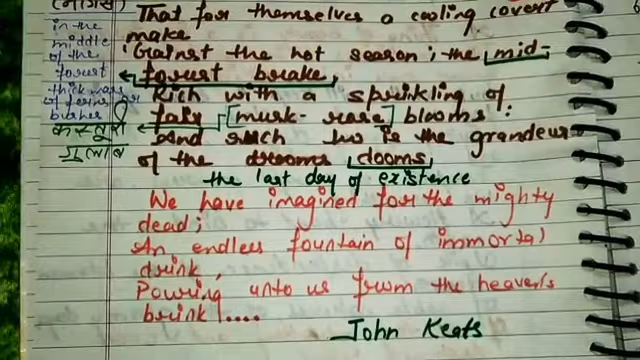 (नर्गिस)
That for themselves a cooling covert
make
'Gainst the hot season; the mid-
forest brake,
Rich with a sprinkling of
fair musk-rose blooms:
And such too is the grandeur
of the dooms
the last day of existence
We have imagined for the mighty
dead;
An endless fountain of immortal
drink,
Pouring unto us from the heaven's
brink....
John Keats
in the
middle
of the
forest
thick mass
of ferns
कस्तूरी
गुलाब